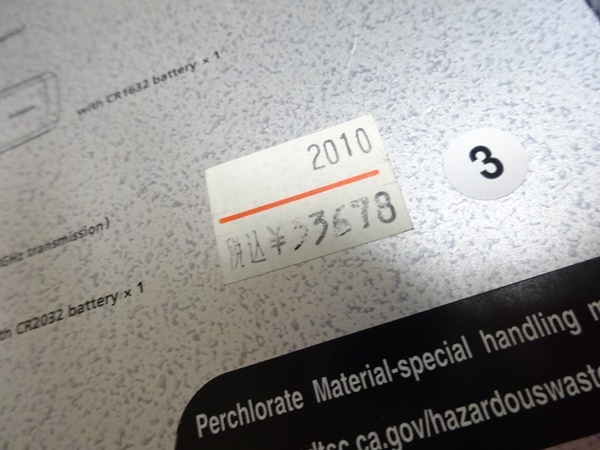 with CR1632 battery × 1
2010
3
税込
GHz transmission)
th CR2032 battery × 1
Perchlorate Material-special handling m
dtsc.ca.gov/hazardouswaste